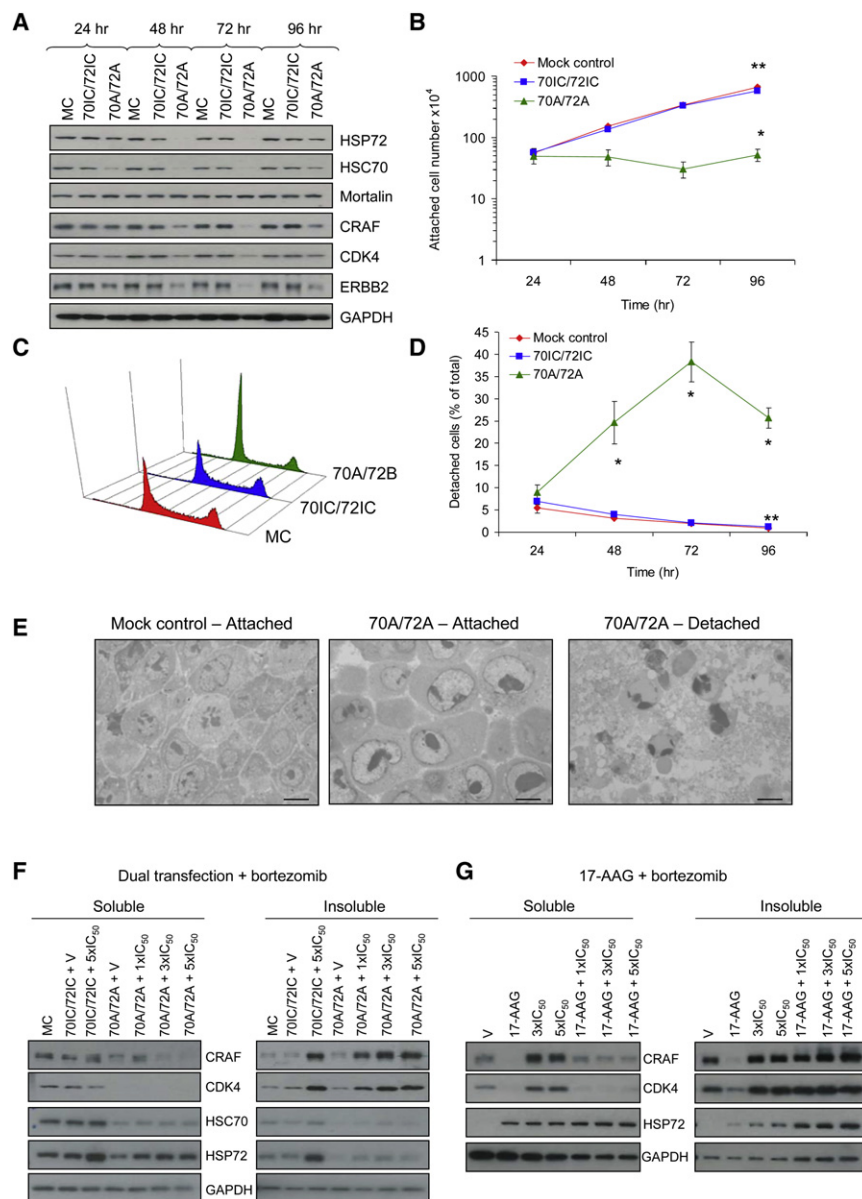 A
24 hr 48 hr 72 hr 96 hr
MC 70IC/72IC 70A/72A MC 70IC/72IC 70A/72A MC 70IC/72IC 70A/72A MC 70IC/72IC 70A/72A
HSP72
HSC70
Mortalin
CRAF
CDK4
ERBB2
GAPDH
B
Mock control
70IC/72IC
70A/72A
Attached cell number x10⁴
1000
100
10
1
**
*
24 48 72 96
Time (hr)
C
70A/72B
70IC/72IC
MC
D
Mock control
70IC/72IC
70A/72A
Detached cells (% of total)
45
40
35
30
25
20
15
10
5
0
*
*
*
**
24 48 72 96
Time (hr)
E
Mock control – Attached
70A/72A – Attached
70A/72A – Detached
F
Dual transfection + bortezomib
Soluble
MC
70IC/72IC + V
70IC/72IC + 5xIC₅₀
70A/72A + V
70A/72A + 1xIC₅₀
70A/72A + 3xIC₅₀
70A/72A + 5xIC₅₀
Insoluble
MC
70IC/72IC + V
70IC/72IC + 5xIC₅₀
70A/72A + V
70A/72A + 1xIC₅₀
70A/72A + 3xIC₅₀
70A/72A + 5xIC₅₀
CRAF
CDK4
HSC70
HSP72
GAPDH
G
17-AAG + bortezomib
Soluble
V
17-AAG
3xIC₅₀
5xIC₅₀
17-AAG + 1xIC₅₀
17-AAG + 3xIC₅₀
17-AAG + 5xIC₅₀
Insoluble
V
17-AAG
3xIC₅₀
5xIC₅₀
17-AAG + 1xIC₅₀
17-AAG + 3xIC₅₀
17-AAG + 5xIC₅₀
CRAF
CDK4
HSP72
GAPDH